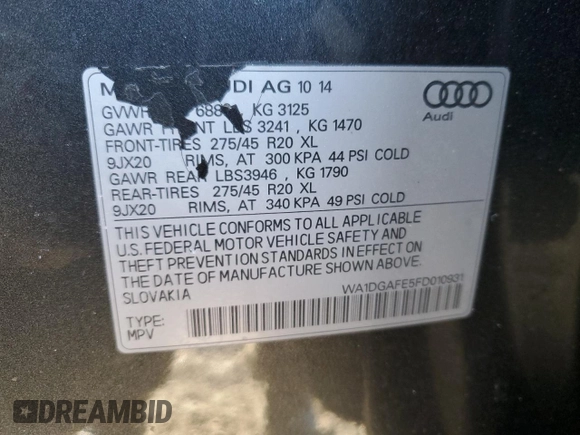 UDI AG 10 14
GVWR KG 3125
GAWR FRONT LBS 3241 , KG 1470
FRONT-TIRES 275/45 R20 XL
9JX20 RIMS, AT 300 KPA 44 PSI COLD
GAWR REAR LBS3946 , KG 1790
REAR-TIRES 275/45 R20 XL
9JX20 RIMS, AT 340 KPA 49 PSI COLD
THIS VEHICLE CONFORMS TO ALL APPLICABLE
U.S. FEDERAL MOTOR VEHICLE SAFETY AND
THEFT PREVENTION STANDARDS IN EFFECT ON
THE DATE OF MANUFACTURE SHOWN ABOVE.
SLOVAKIA
Audi
WA1DGAFE5FD010931
TYPE:
MPV
DREAMBID